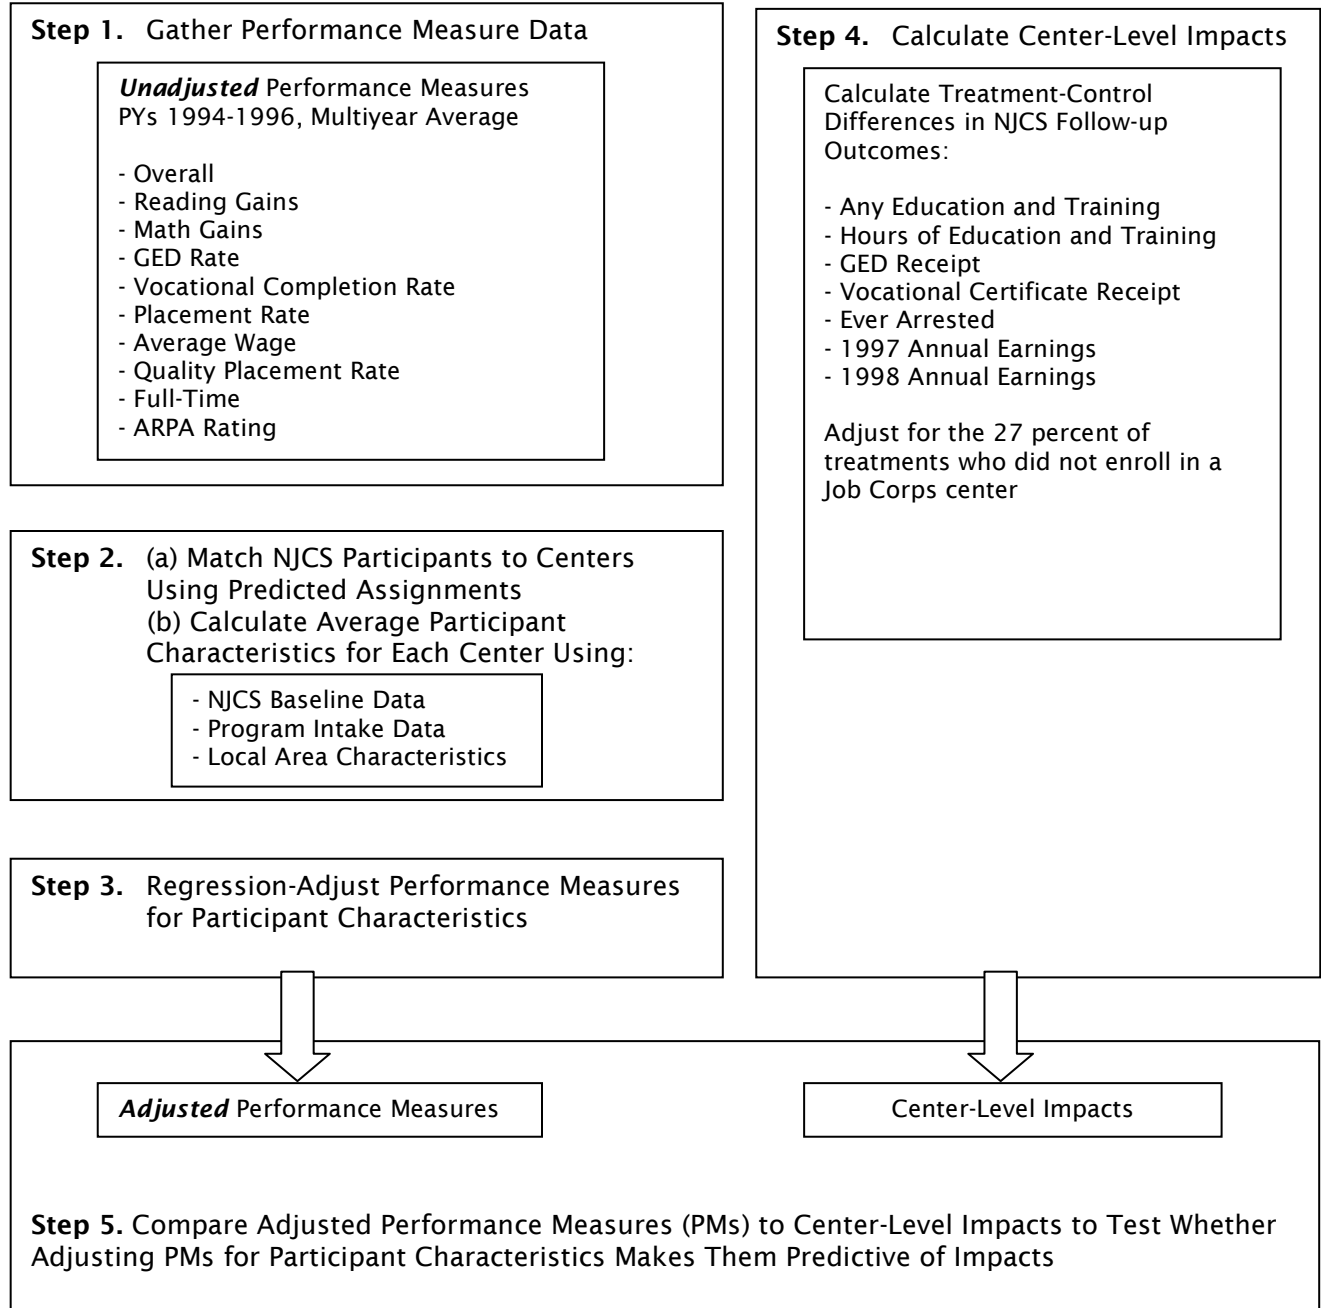 Step 1. Gather Performance Measure Data
Unadjusted Performance Measures
PYs 1994-1996, Multiyear Average
- Overall
- Reading Gains
- Math Gains
- GED Rate
- Vocational Completion Rate
- Placement Rate
- Average Wage
- Quality Placement Rate
- Full-Time
- ARPA Rating
Step 2. (a) Match NJCS Participants to Centers
Using Predicted Assignments
(b) Calculate Average Participant
Characteristics for Each Center Using:
- NJCS Baseline Data
- Program Intake Data
- Local Area Characteristics
Step 3. Regression-Adjust Performance Measures
for Participant Characteristics
Step 4. Calculate Center-Level Impacts
Calculate Treatment-Control
Differences in NJCS Follow-up
Outcomes:
- Any Education and Training
- Hours of Education and Training
- GED Receipt
- Vocational Certificate Receipt
- Ever Arrested
- 1997 Annual Earnings
- 1998 Annual Earnings
Adjust for the 27 percent of
treatments who did not enroll in a
Job Corps center
Adjusted Performance Measures
Center-Level Impacts
Step 5. Compare Adjusted Performance Measures (PMs) to Center-Level Impacts to Test Whether
Adjusting PMs for Participant Characteristics Makes Them Predictive of Impacts